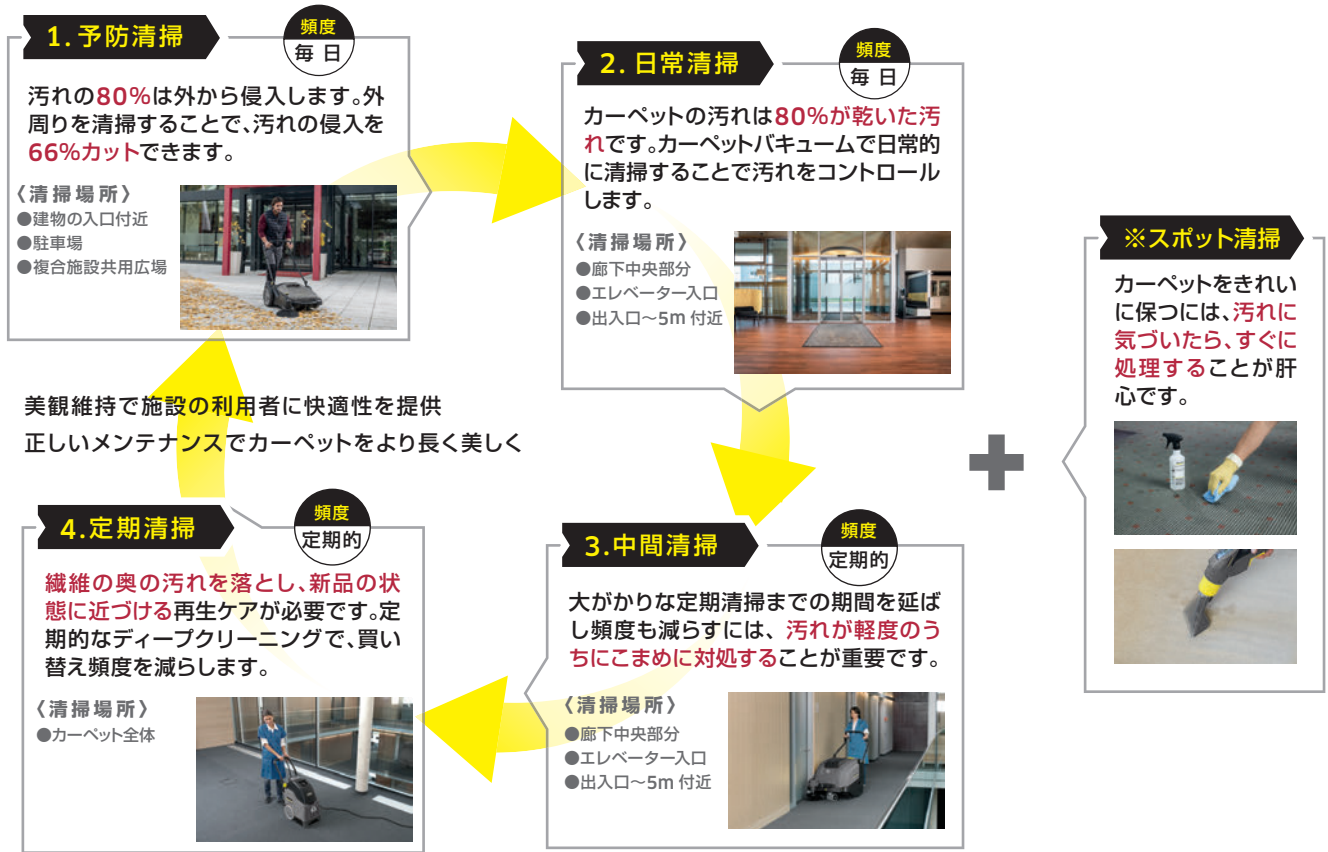 1. 予防清掃
頻度
毎 日
汚れの80%は外から侵入します。外
周りを清掃することで、汚れの侵入を
66%カットできます。
〈清掃場所〉
●建物の入口付近
●駐車場
●複合施設共用広場
2. 日常清掃
頻度
毎 日
カーペットの汚れは80%が乾いた汚
れです。カーペットバキュームで日常的
に清掃することで汚れをコントロール
します。
〈清掃場所〉
●廊下中央部分
●エレベーター入口
●出入口〜5m 付近
美観維持で施設の利用者に快適性を提供
正しいメンテナンスでカーペットをより長く美しく
3.中間清掃
頻度
定期的
大がかりな定期清掃までの期間を延ば
し頻度も減らすには、汚れが軽度のう
ちにこまめに対処することが重要です。
〈清掃場所〉
●廊下中央部分
●エレベーター入口
●出入口〜5m 付近
4.定期清掃
頻度
定期的
繊維の奥の汚れを落とし、新品の状
態に近づける再生ケアが必要です。定
期的なディープクリーニングで、買い
替え頻度を減らします。
〈清掃場所〉
●カーペット全体
※スポット清掃
カーペットをきれい
に保つには、汚れに
気づいたら、すぐに
処理することが肝
心です。